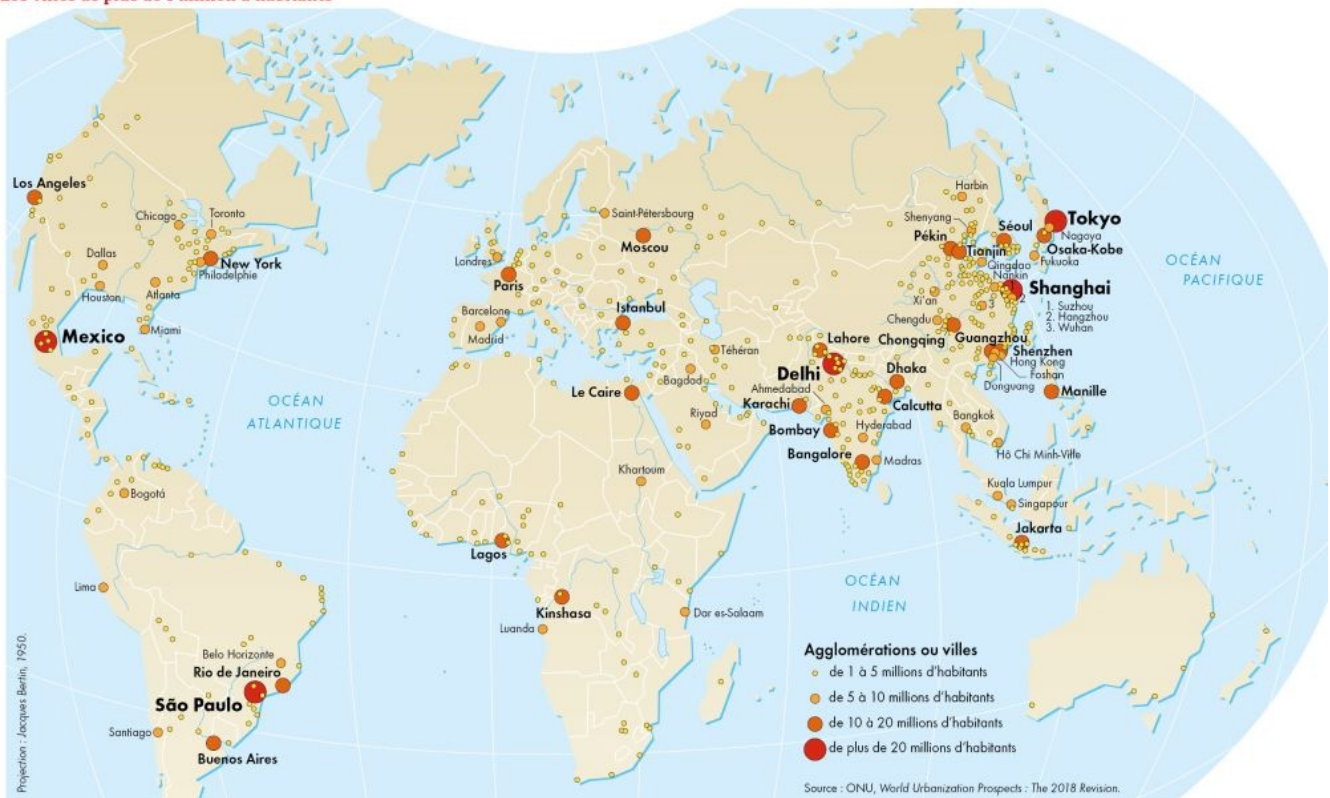 Los Angeles
Chicago
Toronto
Dallas
New York
Philadelphie
Houston
Atlanta
Miami
Mexico
OCÉAN
ATLANTIQUE
Bogotá
Lima
Belo Horizonte
Rio de Janeiro
São Paulo
Santiago
Buenos Aires
Saint-Pétersbourg
Moscou
Londres
Paris
Barcelone
Madrid
Istanbul
Téhéran
Bagdad
Le Caire
Riyad
Khartoum
Lagos
Kinshasa
Luanda
Dar es-Salaam
Lahore
Delhi
Ahmedabad
Karachi
Dhaka
Calcutta
Bombay
Hyderabad
Bangalore
Madras
Harbin
Shenyang
Pékin
Tianjin
Séoul
Tokyo
Nagoya
Osaka-Kobe
Fukuoka
Qingdao
Nankin
Shanghai
1
2
3
1. Suzhou
2. Hangzhou
3. Wuhan
Xi'an
Chengdu
Chongqing
Guangzhou
Shenzhen
Hong Kong
Foshan
Manille
Bangkok
Hô Chi Minh-Ville
Kuala Lumpur
Singapour
Jakarta
OCÉAN
PACIFIQUE
OCÉAN
INDIEN
Agglomérations ou villes
de 1 à 5 millions d'habitants
de 5 à 10 millions d'habitants
de 10 à 20 millions d'habitants
de plus de 20 millions d'habitants
Source : ONU, World Urbanization Prospects : The 2018 Revision.
Projection : Jacques Bertin, 1950.